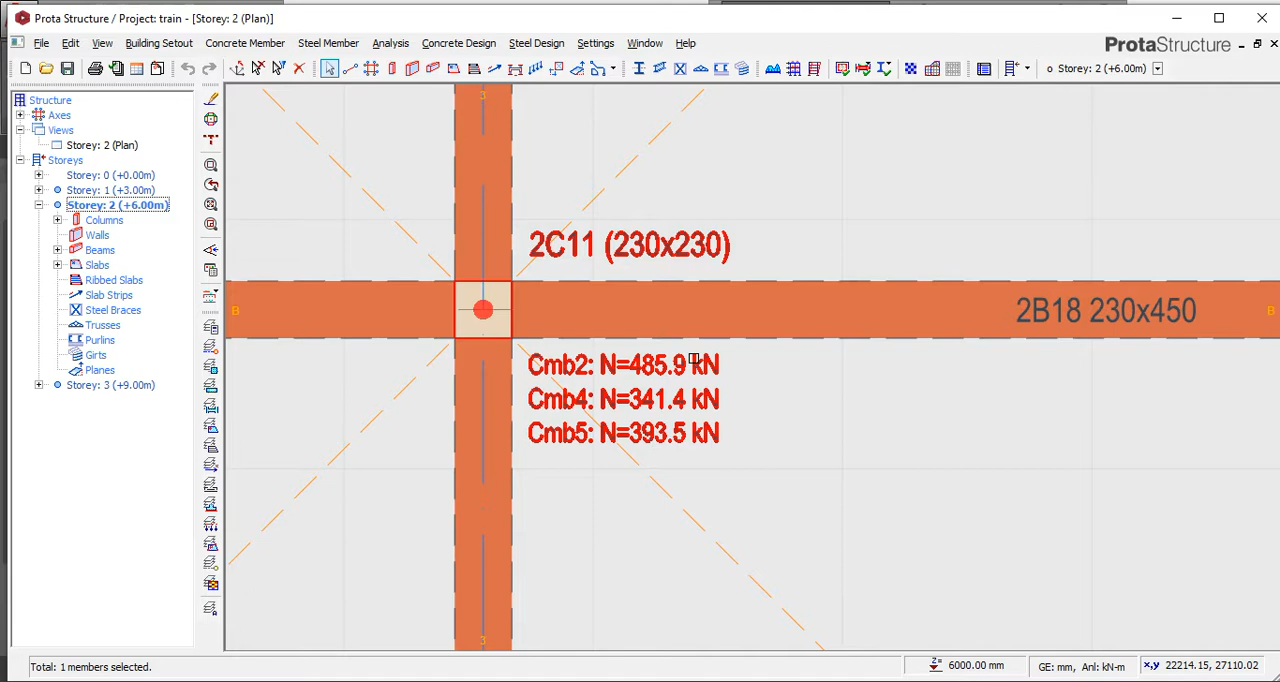 Prota Structure / Project: train - [Storey: 2 (Plan)]
File Edit View Building Setout Concrete Member Steel Member Analysis Concrete Design Steel Design Settings Window Help
ProtaStructure
Storey: 2 (+6.00m)
Structure
Axes
Views
Storey: 2 (Plan)
Storeys
Storey: 0 (+0.00m)
Storey: 1 (+3.00m)
Storey: 2 (+6.00m)
Columns
Walls
Beams
Slabs
Ribbed Slabs
Slab Strips
Steel Braces
Trusses
Purlins
Girts
Planes
Storey: 3 (+9.00m)
3
2C11 (230x230)
B
2B18 230x450
B
Cmb2: N=485.9 kN
Cmb4: N=341.4 kN
Cmb5: N=393.5 kN
3
Total: 1 members selected.
Z= 6000.00 mm
GE: mm, Anl: kN-m
x,y 22214.15, 27110.02